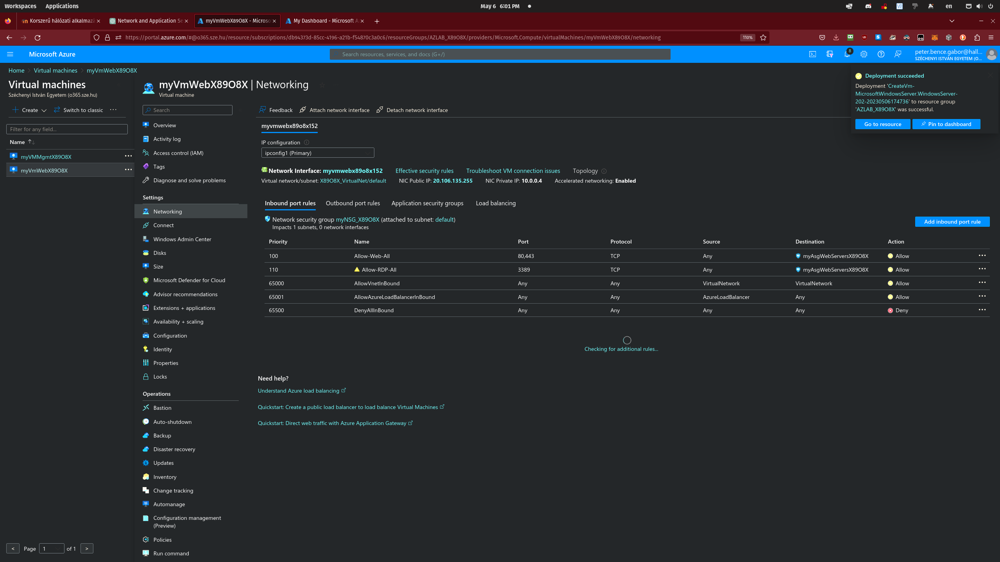 Workspaces Applications May 6 6:01 PM en
Korszerű hálózati alkalmazá Network and Application Se myVmWebX89O8X - Microso My Dashboard - Microsoft A
https://portal.azure.com/#@o365.sze.hu/resource/subscriptions/db94373d-85cc-4196-a21b-f54870c3a0c6/resourceGroups/AZLAB_X89O8X/providers/Microsoft.Compute/virtualMachines/myVmWebX89O8X/networking 110%
Microsoft Azure Search resources, services, and docs (G+/) 8 peter.bence.gabor@hall...
SZÉCHENYI ISTVÁN EGYETEM (O...
Home Virtual machines myVmWebX89O8X
Virtual machines
Széchenyi István Egyetem (o365.sze.hu)
Create Switch to classic ...
Filter for any field...
Name
myVMMgmtX89O8X ...
myVmWebX89O8X ...
< Page 1 of 1 >
myVmWebX89O8X | Networking
Virtual machine
Search
Overview
Activity log
Access control (IAM)
Tags
Diagnose and solve problems
Settings
Networking
Connect
Windows Admin Center
Disks
Size
Microsoft Defender for Cloud
Advisor recommendations
Extensions + applications
Availability + scaling
Configuration
Identity
Properties
Locks
Operations
Bastion
Auto-shutdown
Backup
Disaster recovery
Updates
Inventory
Change tracking
Automanage
Configuration management
(Preview)
Policies
Run command
Feedback Attach network interface Detach network interface
myvmwebx89o8x152
IP configuration
ipconfig1 (Primary)
Network Interface: myvmwebx89o8x152 Effective security rules Troubleshoot VM connection issues Topology
Virtual network/subnet: X89O8X_VirtualNet/default NIC Public IP: 20.106.135.255 NIC Private IP: 10.0.0.4 Accelerated networking: Enabled
Inbound port rules Outbound port rules Application security groups Load balancing
Network security group myNSG_X89O8X (attached to subnet: default)
Impacts 1 subnets, 0 network interfaces
Add inbound port rule
Priority Name Port Protocol Source Destination Action
100 Allow-Web-All 80,443 TCP Any myAsgWebServersX89O8X Allow ...
110 Allow-RDP-All 3389 TCP Any myAsgWebServersX89O8X Allow ...
65000 AllowVnetInBound Any Any VirtualNetwork VirtualNetwork Allow ...
65001 AllowAzureLoadBalancerInBound Any Any AzureLoadBalancer Any Allow ...
65500 DenyAllInBound Any Any Any Any Deny ...
Checking for additional rules...
Need help?
Understand Azure load balancing
Quickstart: Create a public load balancer to load balance Virtual Machines
Quickstart: Direct web traffic with Azure Application Gateway
Deployment succeeded
Deployment 'CreateVm-
MicrosoftWindowsServer.WindowsServer-
202-20230506174736' to resource group
'AZLAB_X89O8X' was successful.
Go to resource Pin to dashboard